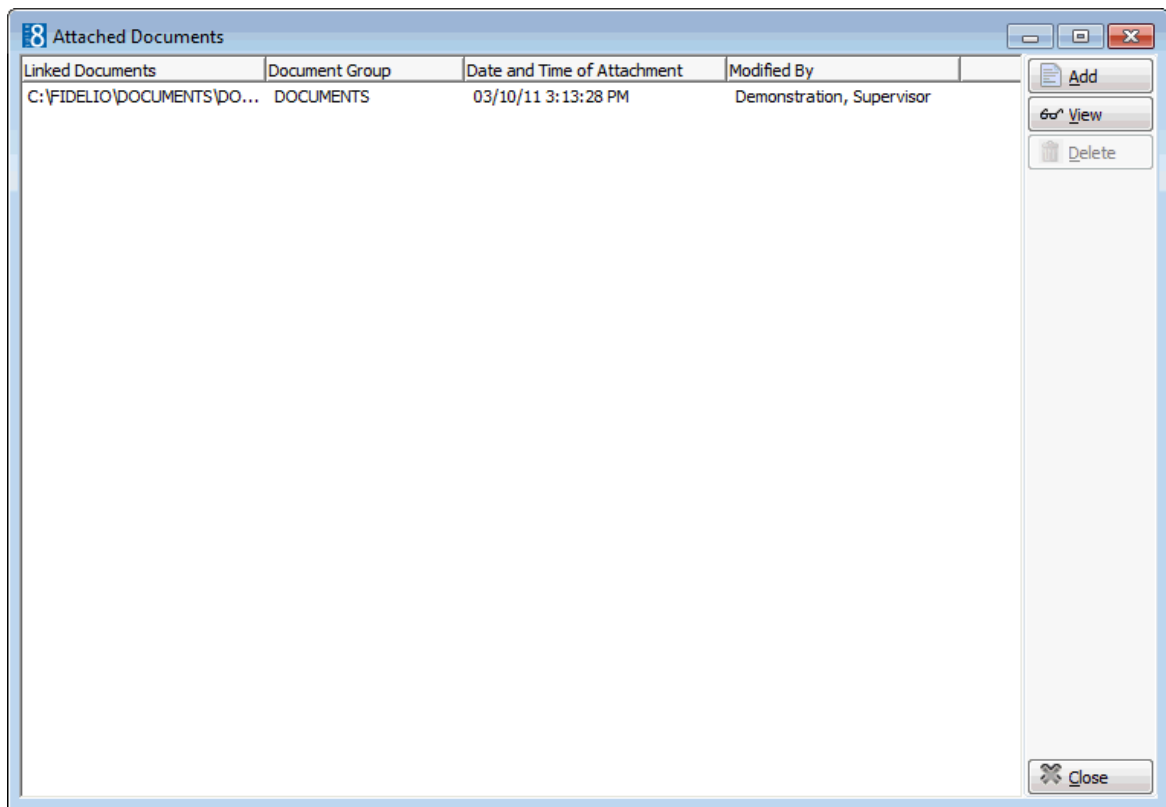 8 Attached Documents
Linked Documents Document Group Date and Time of Attachment Modified By
C:\FIDELIO\DOCUMENTS\DO... DOCUMENTS 03/10/11 3:13:28 PM Demonstration, Supervisor
Add
View
Delete
Close